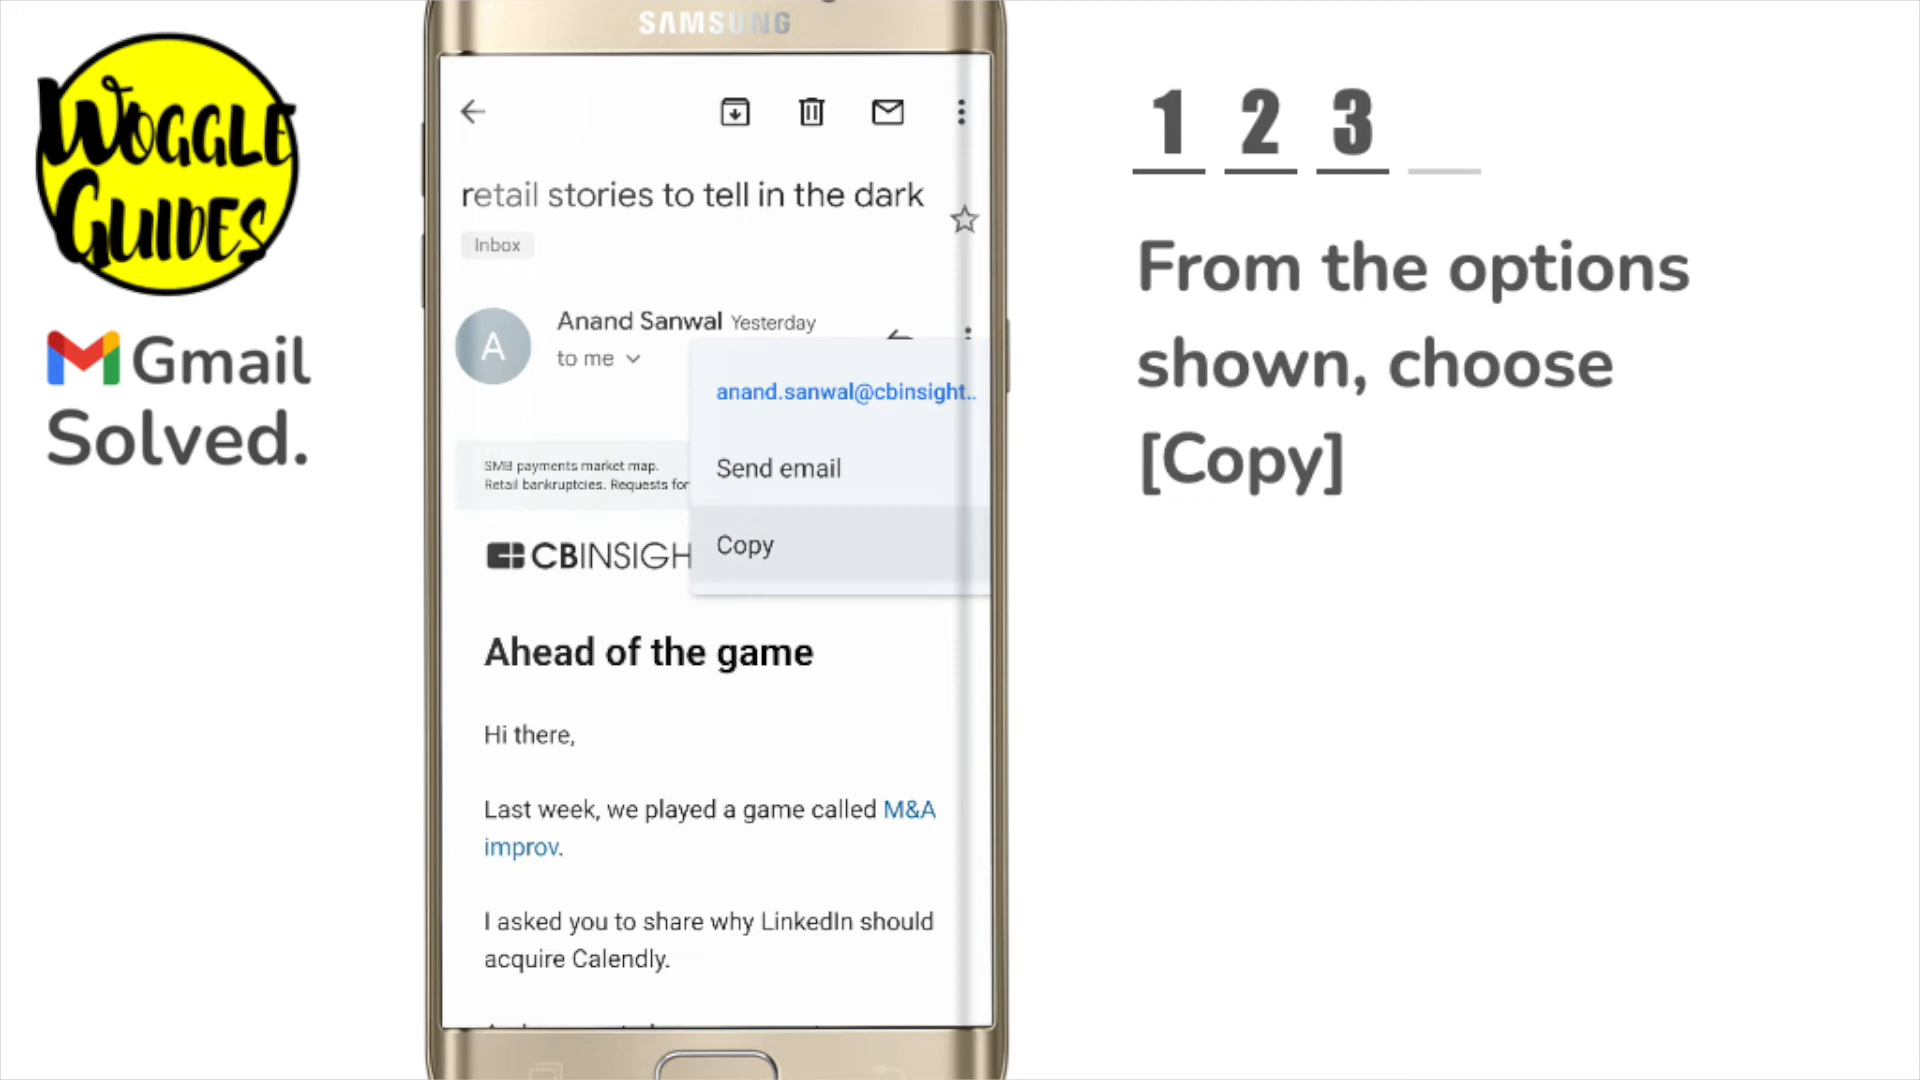 WOGGLE
GUIDES
Gmail
Solved.
SAMSUNG
retail stories to tell in the dark
Inbox
A
Anand Sanwal Yesterday
to me
anand.sanwal@cbinsight..
Send email
Copy
SMB payments market map.
Retail bankruptcies. Requests for
CBINSIGH
Ahead of the game
Hi there,
Last week, we played a game called M&A
improv.
I asked you to share why LinkedIn should
acquire Calendly.
1 2 3
From the options
shown, choose
[Copy]